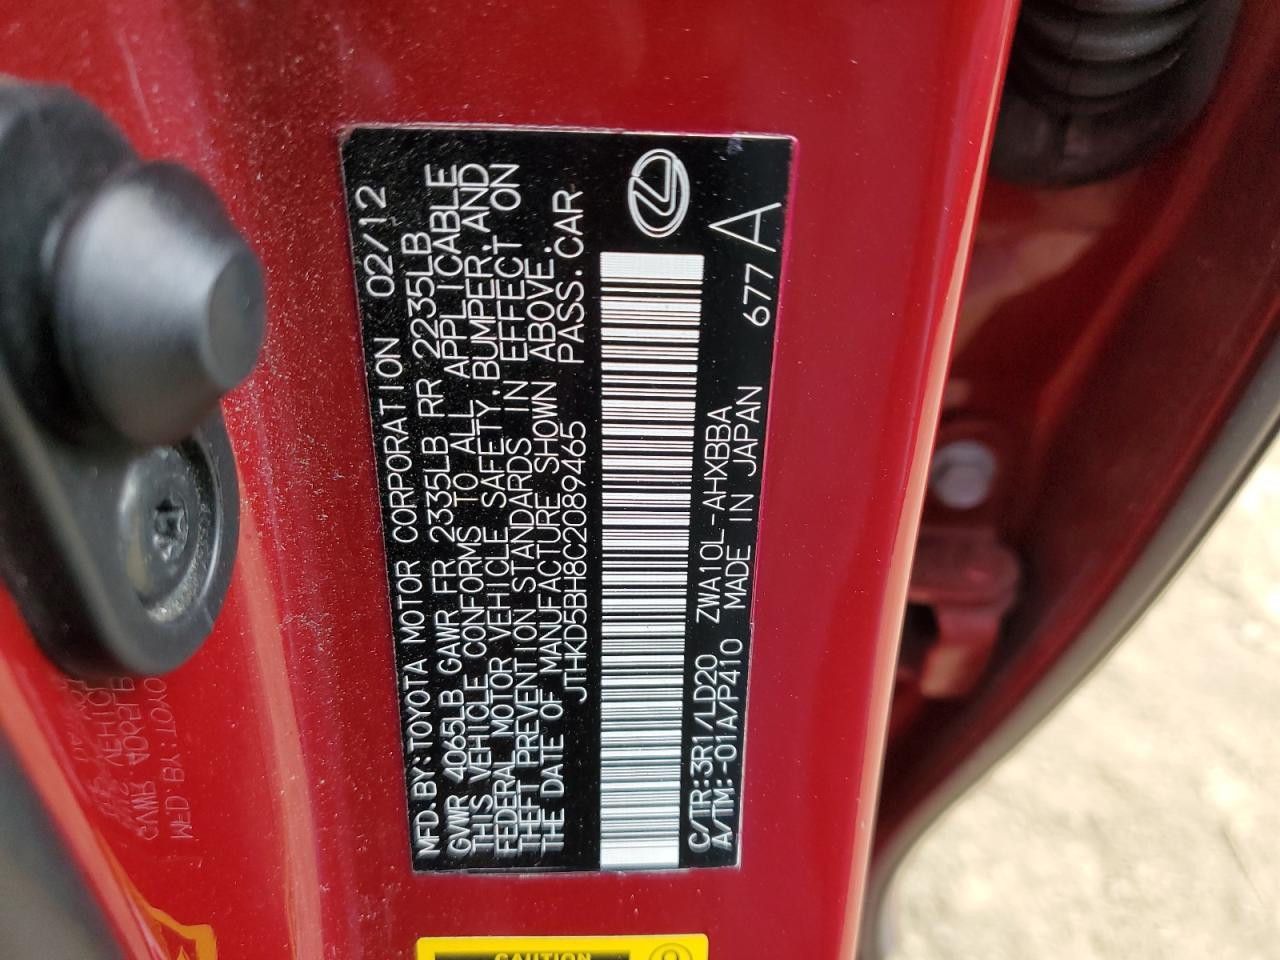 MFD.BY:TOYOTA MOTOR CORPORATION 02/12
GVWR 4065LB GAWR FR 2335LB RR 2235LB
THIS VEHICLE CONFORMS TO ALL APPLICABLE
FEDERAL MOTOR VEHICLE SAFETY,BUMPER,AND
THEFT PREVENTION STANDARDS IN EFFECT ON
THE DATE OF MANUFACTURE SHOWN ABOVE.
JTHKD5BH8C2089465 PASS.CAR
C/TR:3R1/LD20 ZWA10L-AHXBBA
A/TM:-01A/P410 MADE IN JAPAN 677 A
CAUTION